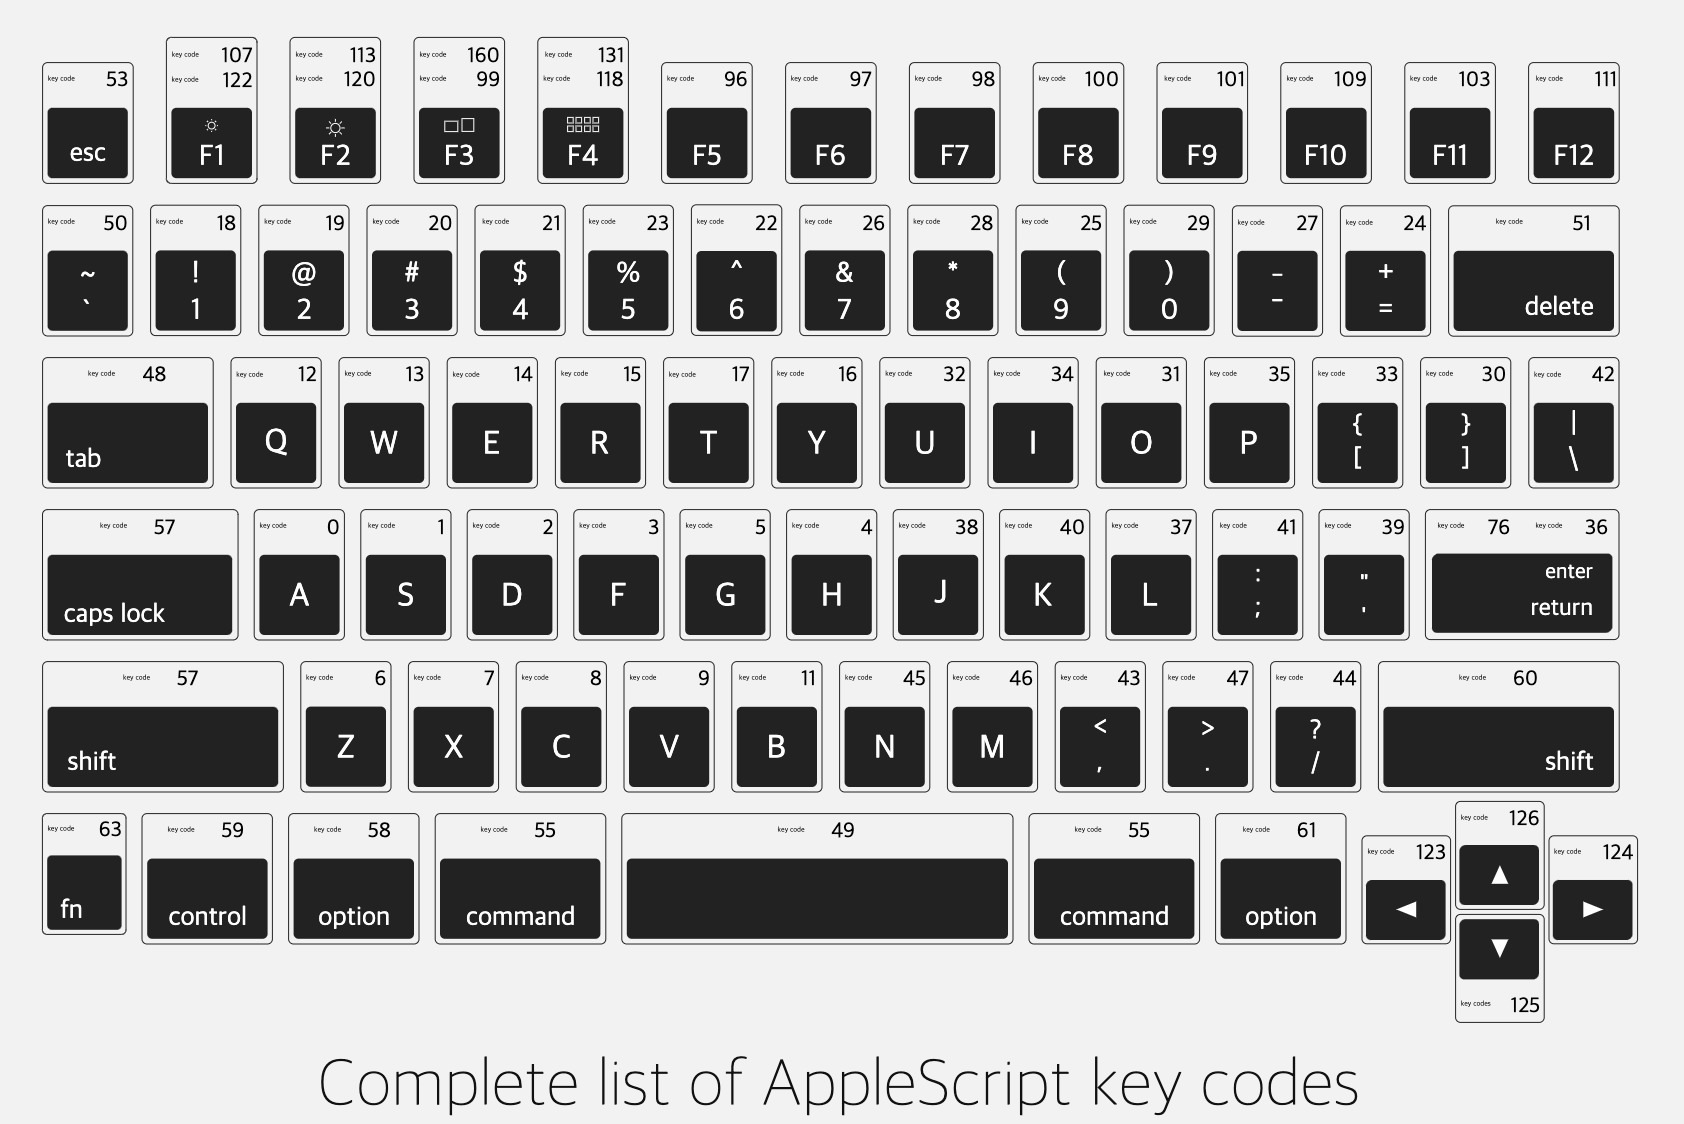 key code 53
key code 107
key code 122
key code 113
key code 120
key code 160
key code 99
key code 131
key code 118
key code 96
key code 97
key code 98
key code 100
key code 101
key code 109
key code 103
key code 111
esc
F1
F2
F3
F4
F5
F6
F7
F8
F9
F10
F11
F12
key code 50
key code 18
key code 19
key code 20
key code 21
key code 23
key code 22
key code 26
key code 28
key code 25
key code 29
key code 27
key code 24
key code 51
~
`
!
1
@
2
#
3
$
4
%
5
^
6
&
7
*
8
(
9
)
0
–
-
+
=
delete
key code 48
key code 12
key code 13
key code 14
key code 15
key code 17
key code 16
key code 32
key code 34
key code 31
key code 35
key code 33
key code 30
key code 42
tab
Q
W
E
R
T
Y
U
I
O
P
{
[
}
]
|
\
key code 57
key code 0
key code 1
key code 2
key code 3
key code 5
key code 4
key code 38
key code 40
key code 37
key code 41
key code 39
key code 76
key code 36
caps lock
A
S
D
F
G
H
J
K
L
:
;
"
'
enter
return
key code 57
key code 6
key code 7
key code 8
key code 9
key code 11
key code 45
key code 46
key code 43
key code 47
key code 44
key code 60
shift
Z
X
C
V
B
N
M
<
,
>
.
?
/
shift
key code 63
key code 59
key code 58
key code 55
key code 49
key code 55
key code 61
key code 123
key code 126
key code 124
fn
control
option
command
command
option
◀
▲
▼
▶
key codes 125
Complete list of AppleScript key codes